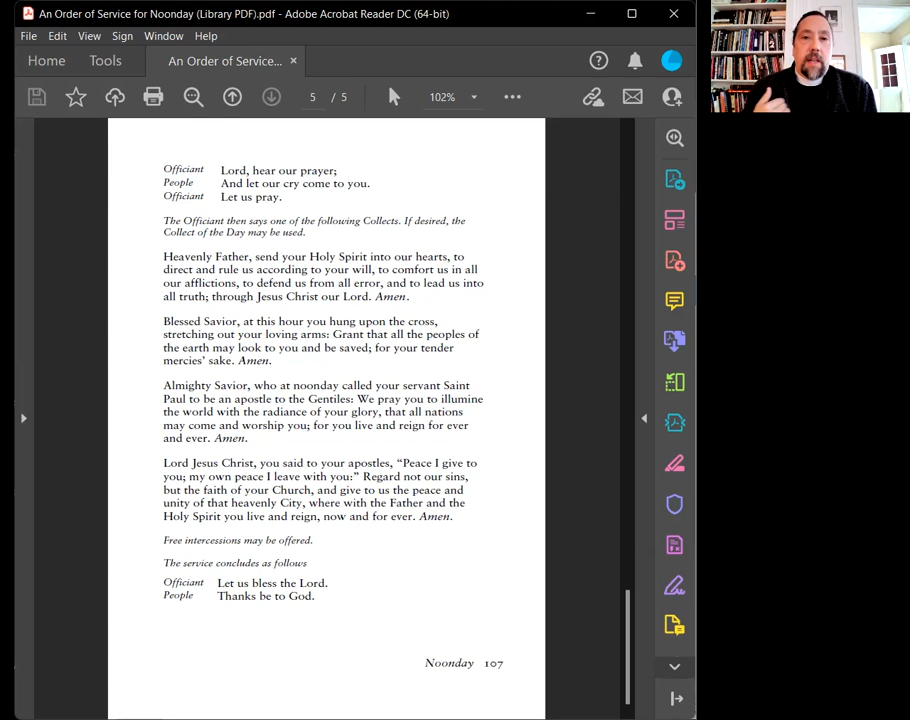 An Order of Service for Noonday (Library PDF).pdf - Adobe Acrobat Reader DC (64-bit)
File Edit View Sign Window Help
Home Tools An Order of Service... ×
5 / 5 102%
Officiant Lord, hear our prayer;
People And let our cry come to you.
Officiant Let us pray.
The Officiant then says one of the following Collects. If desired, the
Collect of the Day may be used.
Heavenly Father, send your Holy Spirit into our hearts, to
direct and rule us according to your will, to comfort us in all
our afflictions, to defend us from all error, and to lead us into
all truth; through Jesus Christ our Lord. Amen.
Blessed Savior, at this hour you hung upon the cross,
stretching out your loving arms: Grant that all the peoples of
the earth may look to you and be saved; for your tender
mercies’ sake. Amen.
Almighty Savior, who at noonday called your servant Saint
Paul to be an apostle to the Gentiles: We pray you to illumine
the world with the radiance of your glory, that all nations
may come and worship you; for you live and reign for ever
and ever. Amen.
Lord Jesus Christ, you said to your apostles, “Peace I give to
you; my own peace I leave with you:” Regard not our sins,
but the faith of your Church, and give to us the peace and
unity of that heavenly City, where with the Father and the
Holy Spirit you live and reign, now and for ever. Amen.
Free intercessions may be offered.
The service concludes as follows
Officiant Let us bless the Lord.
People Thanks be to God.
Noonday 107